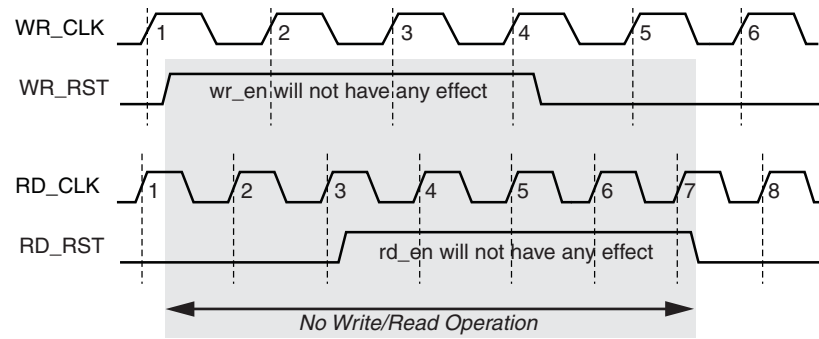 WR_CLK 1 2 3 4 5 6
WR_RST wr_en will not have any effect
RD_CLK 1 2 3 4 5 6 7 8
RD_RST rd_en will not have any effect
No Write/Read Operation